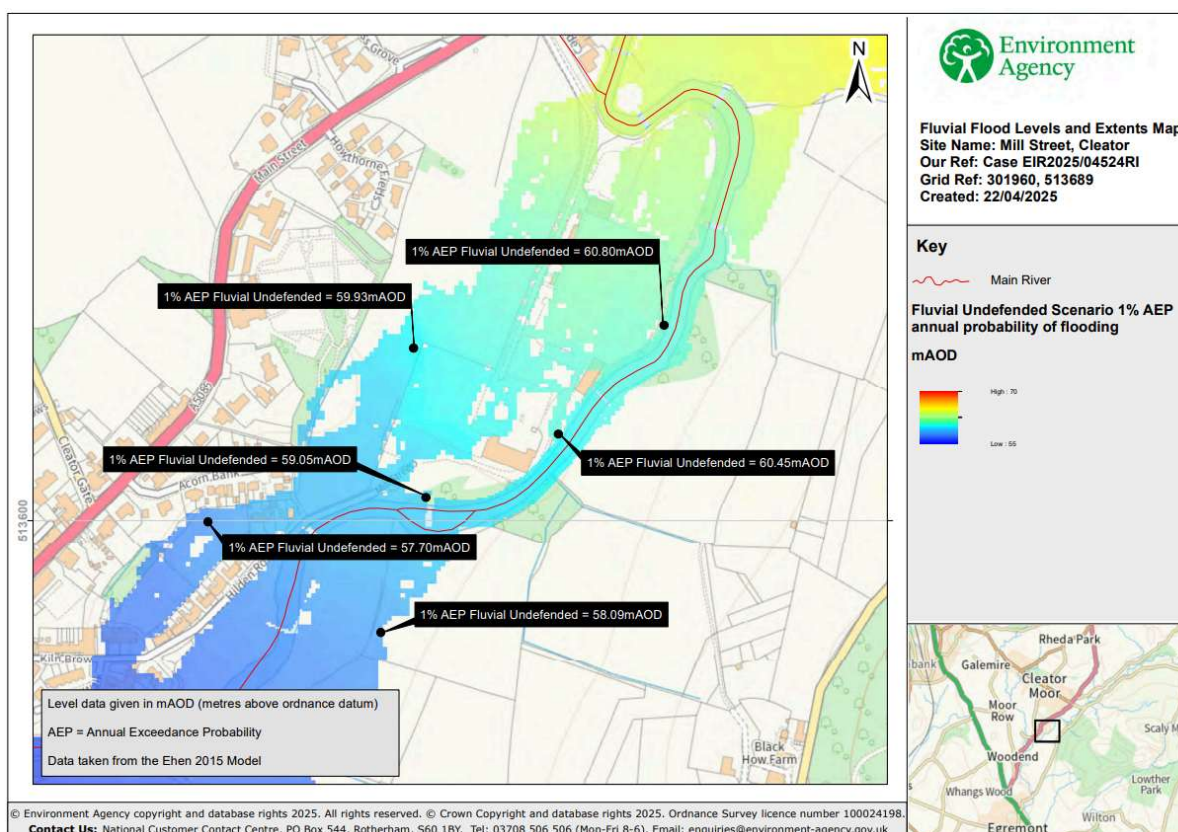 Howthorne Fields
Main Street
A5086
Cleator Gate
Acorn Bank
Hilden Ro
Kiln Brow
Black
How Farm
513600
N
1% AEP Fluvial Undefended = 60.80mAOD
1% AEP Fluvial Undefended = 59.93mAOD
1% AEP Fluvial Undefended = 59.05mAOD
1% AEP Fluvial Undefended = 60.45mAOD
1% AEP Fluvial Undefended = 57.70mAOD
1% AEP Fluvial Undefended = 58.09mAOD
Level data given in mAOD (metres above ordnance datum)
AEP = Annual Exceedance Probability
Data taken from the Ehen 2015 Model
Environment
Agency
Fluvial Flood Levels and Extents Map
Site Name: Mill Street, Cleator
Our Ref: Case EIR2025/04524RI
Grid Ref: 301960, 513689
Created: 22/04/2025
Key
Main River
Fluvial Undefended Scenario 1% AEP
annual probability of flooding
mAOD
High : 70
Low : 55
Rheda Park
Galemire
Cleator
Moor
bank
Moor
Row
Scaly M
Woodend
Whangs Wood
Lowther
Park
Wilton
Egremont
© Environment Agency copyright and database rights 2025. All rights reserved. © Crown Copyright and database rights 2025. Ordnance Survey licence number 100024198.
Contact Us: National Customer Contact Centre, PO Box 544, Rotherham, S60 1BY. Tel: 03708 506 506 (Mon-Fri 8-6). Email: enquiries@environment-agency.gov.uk